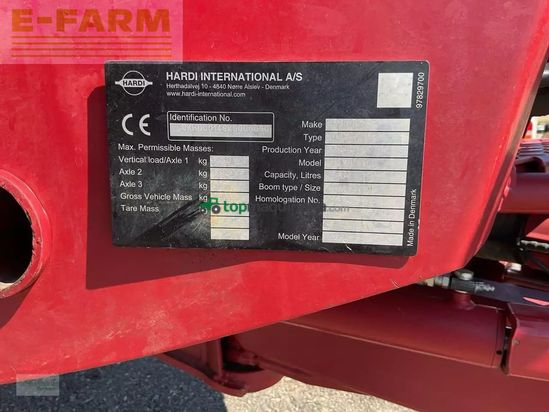 E-FARM
HARDI
HARDI INTERNATIONAL A/S
Herthadalvej 10 - 4840 Nørre Alslev - Denmark
www.hardi-international.com
97829700
CE
Identification No.
Make
Type
Max. Permissible Masses:
Production Year
Vertical load/Axle 1 kg
Model
Axle 2 kg
Capacity, Litres
Axle 3 kg
Boom type / Size
Gross Vehicle Mass kg
Homologation No.
Tare Mass kg
top
Model Year
Made in Denmark